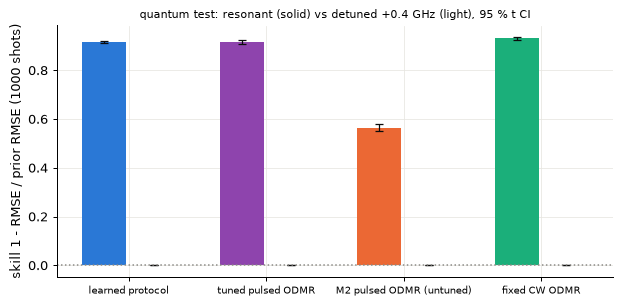 quantum test: resonant (solid) vs detuned +0.4 GHz (light), 95 % t CI
skill 1 - RMSE / prior RMSE (1000 shots)
0.8
0.6
0.4
0.2
0.0
learned protocol
tuned pulsed ODMR
M2 pulsed ODMR (untuned)
fixed CW ODMR